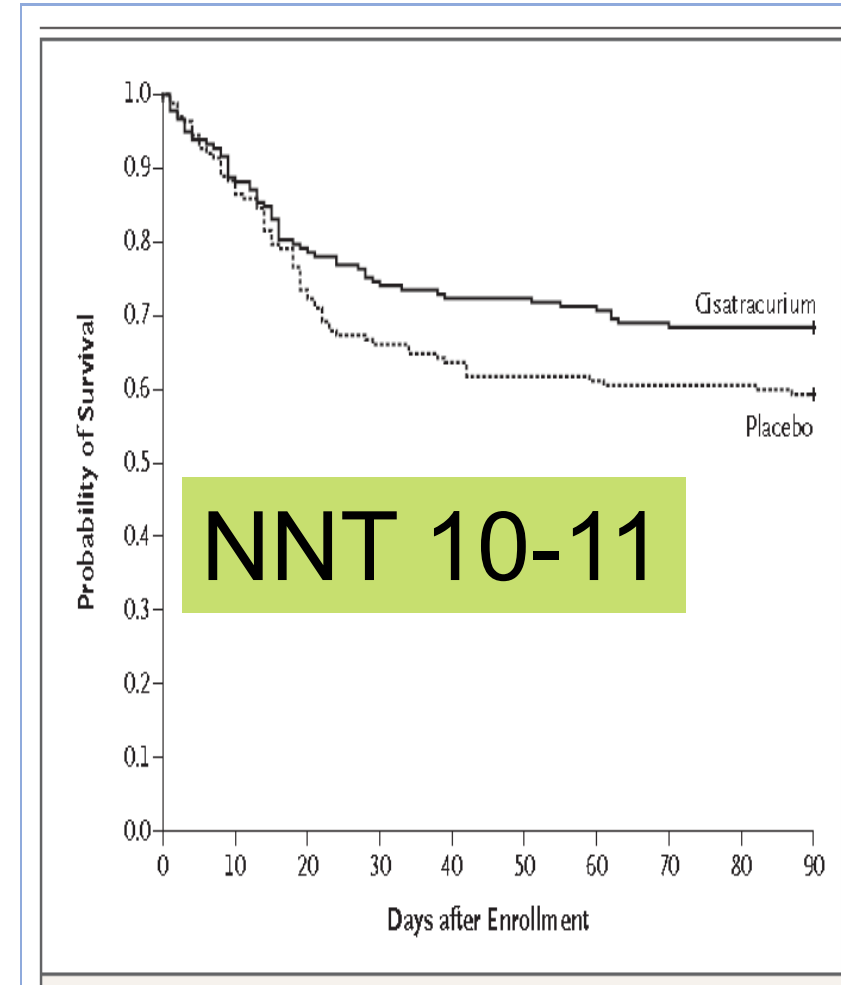 1.0
0.9
0.8
0.7
0.6
0.5
0.4
0.3
0.2
0.1
0.0
Probability of Survival
Cisatracurium
Placebo
NNT 10-11
0 10 20 30 40 50 60 70 80 90
Days after Enrollment